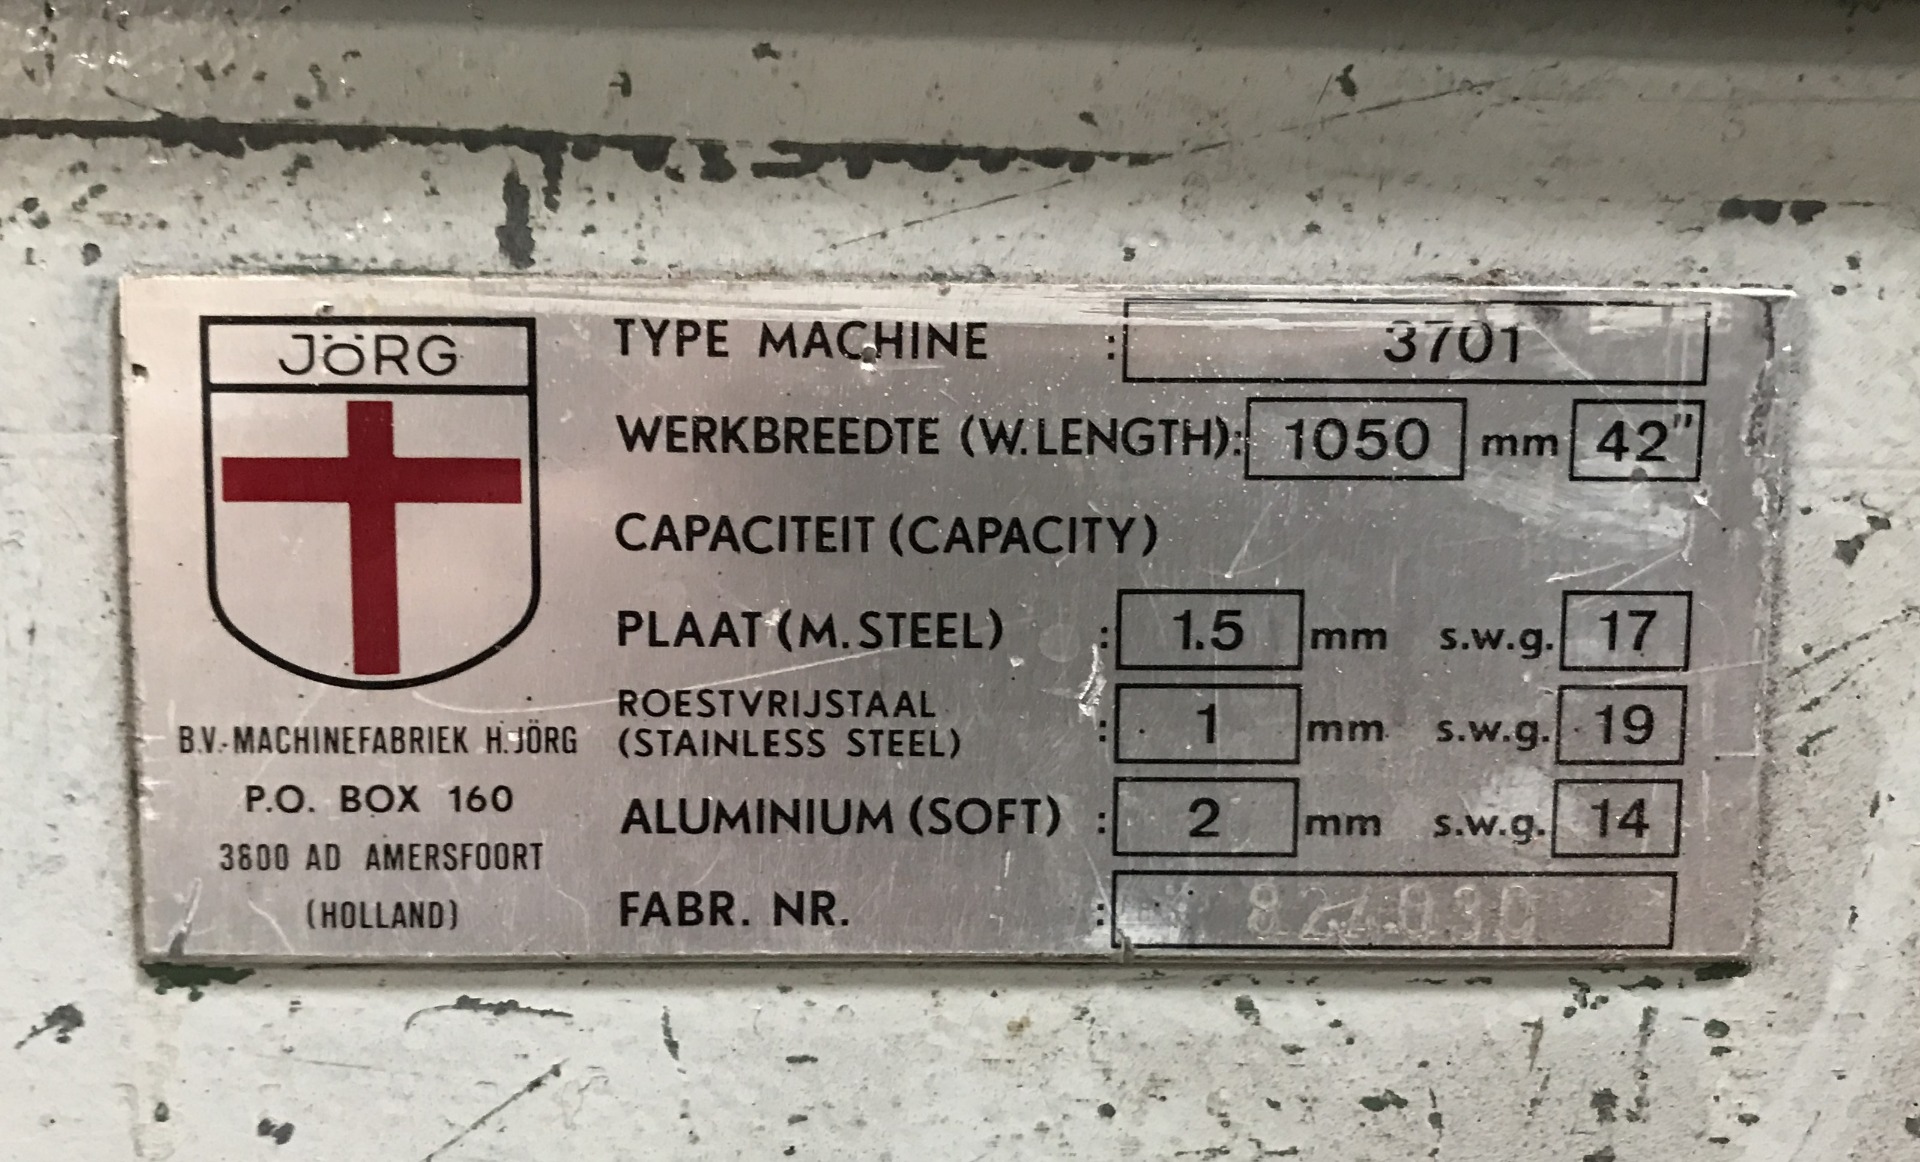 JÖRG
B.V.-MACHINEFABRIEK H.JÖRG
P.O. BOX 160
3800 AD AMERSFOORT
(HOLLAND)
TYPE MACHINE : 3701
WERKBREEDTE (W.LENGTH): 1050 mm 42"
CAPACITEIT (CAPACITY)
PLAAT (M. STEEL) : 1.5 mm s.w.g. 17
ROESTVRIJSTAAL
(STAINLESS STEEL) : 1 mm s.w.g. 19
ALUMINIUM (SOFT) : 2 mm s.w.g. 14
FABR. NR. :